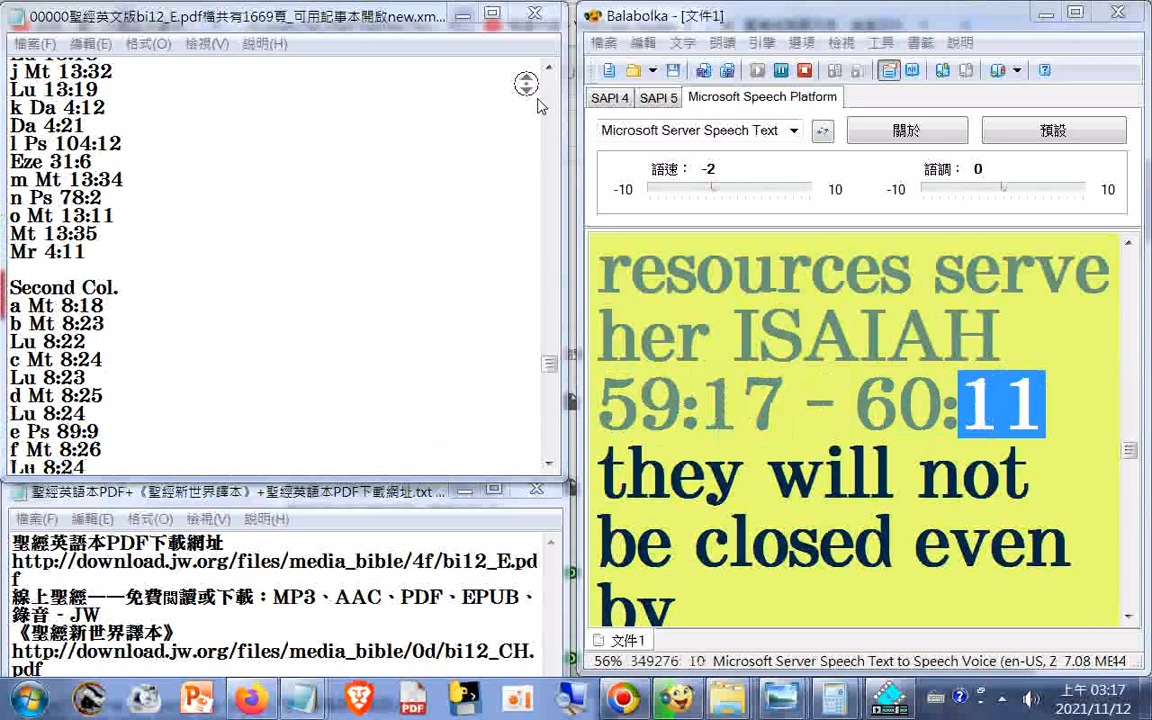 00000聖經英文版bi12_E.pdf檔共有1669頁_可用記事本開啟new.xm...
檔案(F) 編輯(E) 格式(O) 檢視(V) 說明(H)
j Mt 13:32
Lu 13:19
k Da 4:12
Da 4:21
l Ps 104:12
Eze 31:6
m Mt 13:34
n Ps 78:2
o Mt 13:11
Mt 13:35
Mr 4:11
Second Col.
a Mt 8:18
b Mt 8:23
Lu 8:22
c Mt 8:24
Lu 8:23
d Mt 8:25
Lu 8:24
e Ps 89:9
f Mt 8:26
Lu 8:24
聖經英語本PDF+《聖經新世界譯本》+聖經英語本PDF下載網址.txt ...
檔案(F) 編輯(E) 格式(O) 檢視(V) 說明(H)
聖經英語本PDF下載網址
http://download.jw.org/files/media_bible/4f/bi12_E.pd
f
線上聖經——免費閱讀或下載：MP3、AAC、PDF、EPUB、
錄音 - JW
《聖經新世界譯本》
http://download.jw.org/files/media_bible/0d/bi12_CH.
pdf
Balabolka - [文件1]
檔案 編輯 文字 朗讀 引擎 選項 檢視 工具 書籤 說明
SAPI 4 SAPI 5 Microsoft Speech Platform
Microsoft Server Speech Text 關於 預設
語速： -2 語調： 0
-10 10 -10 10
resources serve
her ISAIAH
59:17 – 60:11
they will not
be closed even
by
文件1
56% 349276 10 Microsoft Server Speech Text to Speech Voice (en-US, Z 7.08 ME44
PDF
上午 03:17
2021/11/12